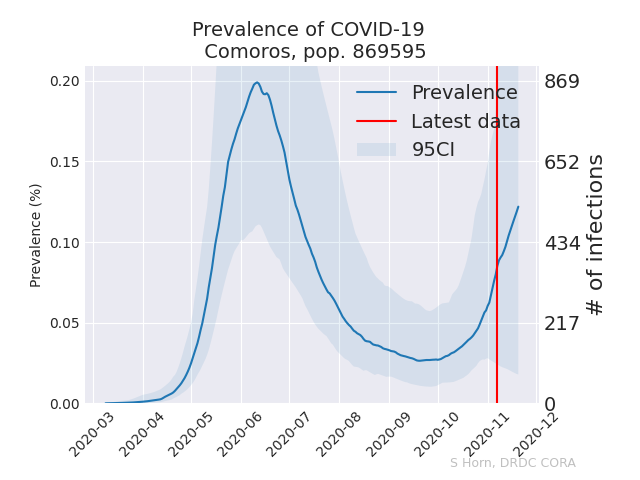 Prevalence of COVID-19
Comoros, pop. 869595
Prevalence
Latest data
95CI
0.20
0.15
0.10
0.05
0.00
Prevalence (%)
869
652
434
217
0
# of infections
2020-03
2020-04
2020-05
2020-06
2020-07
2020-08
2020-09
2020-10
2020-11
2020-12
S Horn, DRDC CORA